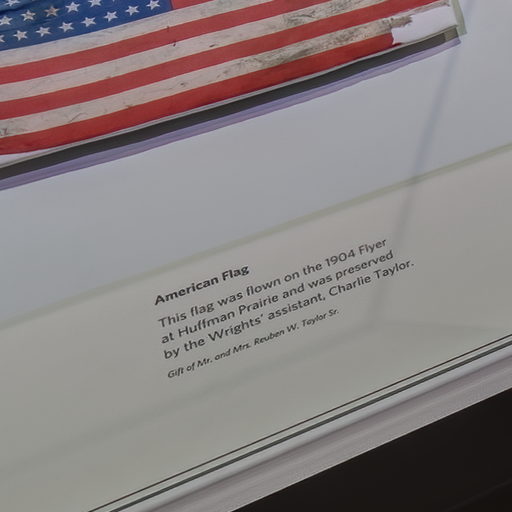 American Flag
This flag was flown on the 1904 Flyer
at Huffman Prairie and was preserved
by the Wrights' assistant, Charlie Taylor.
Gift of Mr. and Mrs. Reuben W. Taylor Sr.